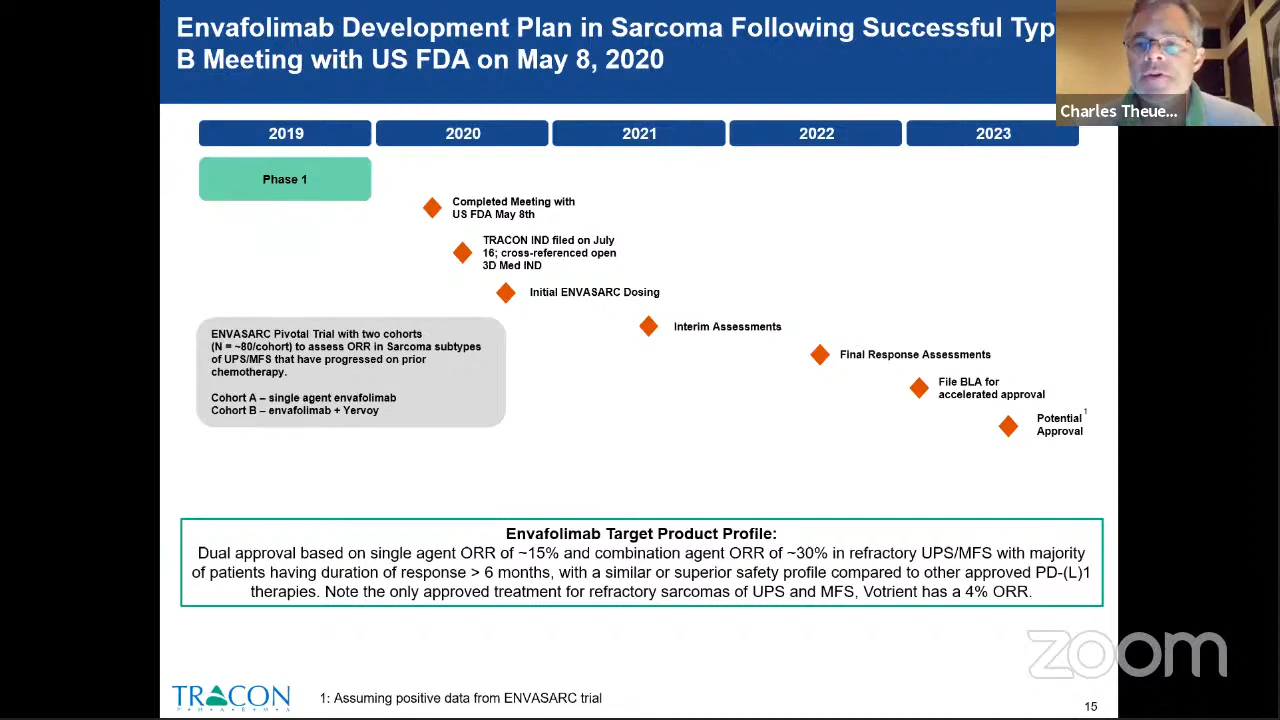 Envafolimab Development Plan in Sarcoma Following Successful Typ
B Meeting with US FDA on May 8, 2020
Charles Theue...
2019
2020
2021
2022
2023
Phase 1
Completed Meeting with
US FDA May 8th
TRACON IND filed on July
16; cross-referenced open
3D Med IND
Initial ENVASARC Dosing
Interim Assessments
Final Response Assessments
File BLA for
accelerated approval
Potential 1
Approval
ENVASARC Pivotal Trial with two cohorts
(N = ~80/cohort) to assess ORR in Sarcoma subtypes
of UPS/MFS that have progressed on prior
chemotherapy.
Cohort A – single agent envafolimab
Cohort B – envafolimab + Yervoy
Envafolimab Target Product Profile:
Dual approval based on single agent ORR of ~15% and combination agent ORR of ~30% in refractory UPS/MFS with majority
of patients having duration of response > 6 months, with a similar or superior safety profile compared to other approved PD-(L)1
therapies. Note the only approved treatment for refractory sarcomas of UPS and MFS, Votrient has a 4% ORR.
zoom
TRACON
PHARMA
1: Assuming positive data from ENVASARC trial
15